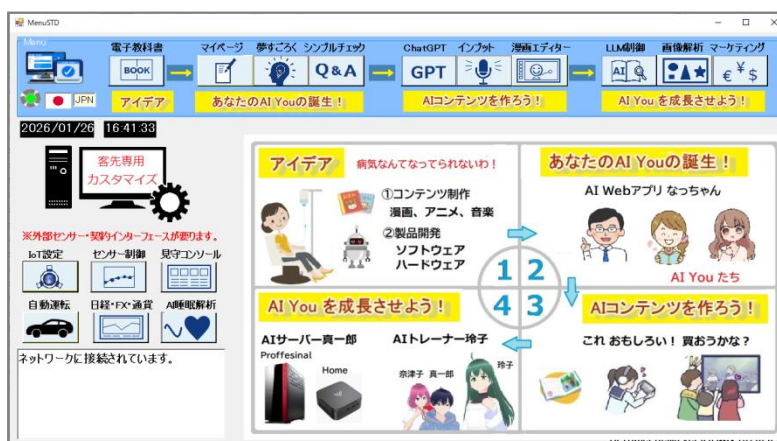 MenuSTD
Menu
電子教科書 マイページ 夢すごろく シンプルチェック ChatGPT インプット 漫画エディター LLM制御 画像解析 マーケティング
BOOK Q&A GPT AI € ¥ $
JPN アイデア あなたのAI Youの誕生！ AIコンテンツを作ろう！ AI You を成長させよう！
2026/01/26 16:41:33
客先専用
カスタマイズ
※外部センサー・契約インターフェースが要ります。
IoT設定 センサー制御 見守コンソール
自動運転 日経・FX・通貨 AI睡眠解析
ネットワークに接続されています。
アイデア 病気なんてなってられないわ！
①コンテンツ制作
漫画、アニメ、音楽
②製品開発
ソフトウェア
ハードウェア
1
あなたのAI Youの誕生！
AI Webアプリ なっちゃん
AI You たち
2
AIコンテンツを作ろう！
これ おもしろい！ 買おうかな？
3
AI You を成長させよう！
4
AIサーバー真一郎 AIトレーナー玲子
Proffesinal
Home
奈津子 真一郎 玲子